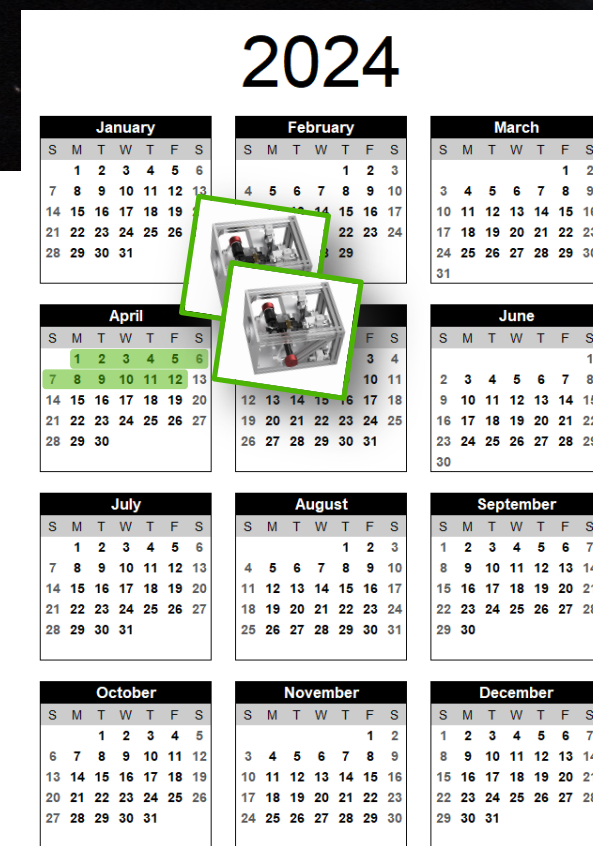 2024
January
S M T W T F S
1 2 3 4 5 6
7 8 9 10 11 12 13
14 15 16 17 18 19
21 22 23 24 25 26
28 29 30 31
February
S M T W T F S
1 2 3
4 5 6 7 8 9 10
14 15 16 17
22 23 24
29
March
S M T W T F S
1 2
3 4 5 6 7 8 9
10 11 12 13 14 15
17 18 19 20 21 22
24 25 26 27 28 29
31
April
S M T W T F S
1 2 3 4 5 6
7 8 9 10 11 12 13
14 15 16 17 18 19 20
21 22 23 24 25 26 27
28 29 30
F S
3 4
10 11
12 13 14 15 16 17 18
19 20 21 22 23 24 25
26 27 28 29 30 31
June
S M T W T F S
1
2 3 4 5 6 7 8
9 10 11 12 13 14
16 17 18 19 20 21
23 24 25 26 27 28
30
July
S M T W T F S
1 2 3 4 5 6
7 8 9 10 11 12 13
14 15 16 17 18 19 20
21 22 23 24 25 26 27
28 29 30 31
August
S M T W T F S
1 2 3
4 5 6 7 8 9 10
11 12 13 14 15 16 17
18 19 20 21 22 23 24
25 26 27 28 29 30 31
September
S M T W T F S
1 2 3 4 5 6 7
8 9 10 11 12 13
15 16 17 18 19 20
22 23 24 25 26 27
29 30
October
S M T W T F S
1 2 3 4 5
6 7 8 9 10 11 12
13 14 15 16 17 18 19
20 21 22 23 24 25 26
27 28 29 30 31
November
S M T W T F S
1 2
3 4 5 6 7 8 9
10 11 12 13 14 15 16
17 18 19 20 21 22 23
24 25 26 27 28 29 30
December
S M T W T F S
1 2 3 4 5 6 7
8 9 10 11 12 13
15 16 17 18 19 20
22 23 24 25 26 27
29 30 31